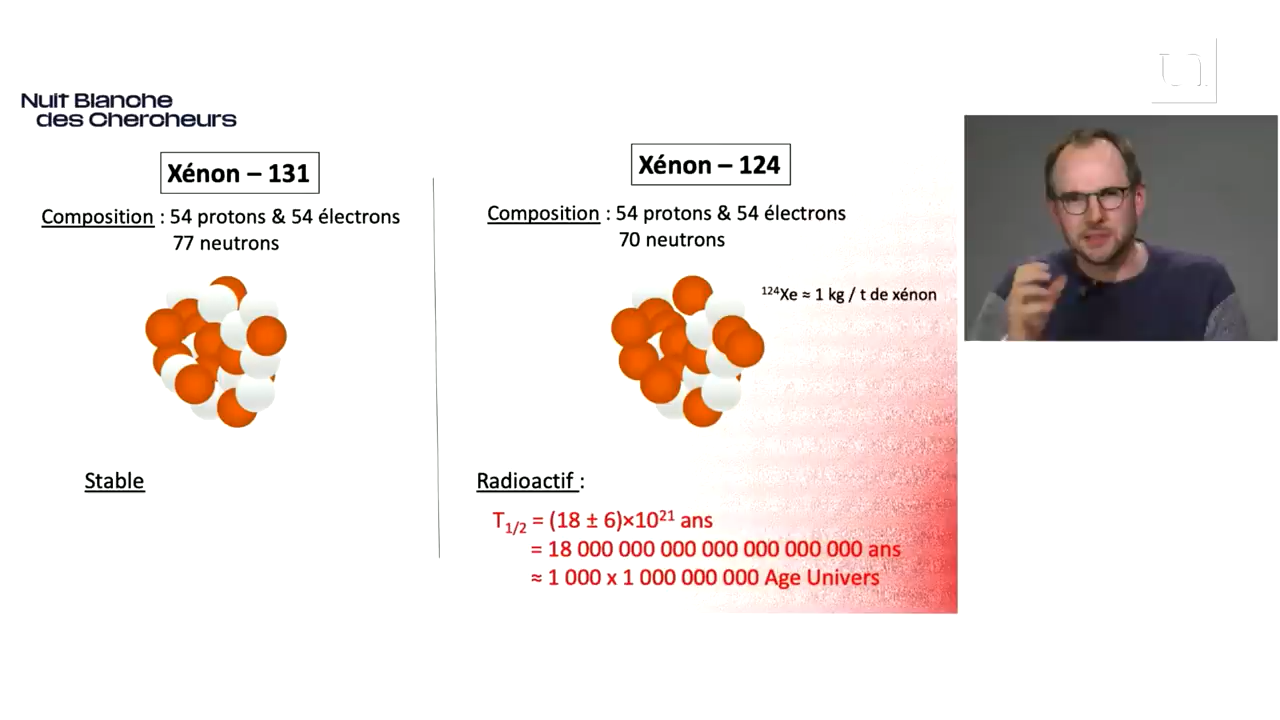 Nuit Blanche
des Chercheurs
Xénon – 131
Composition : 54 protons & 54 électrons
77 neutrons
Stable
Xénon – 124
Composition : 54 protons & 54 électrons
70 neutrons
¹²⁴Xe ≈ 1 kg / t de xénon
Radioactif :
T₁/₂ = (18 ± 6)×10²¹ ans
= 18 000 000 000 000 000 000 000 ans
≈ 1 000 x 1 000 000 000 Age Univers